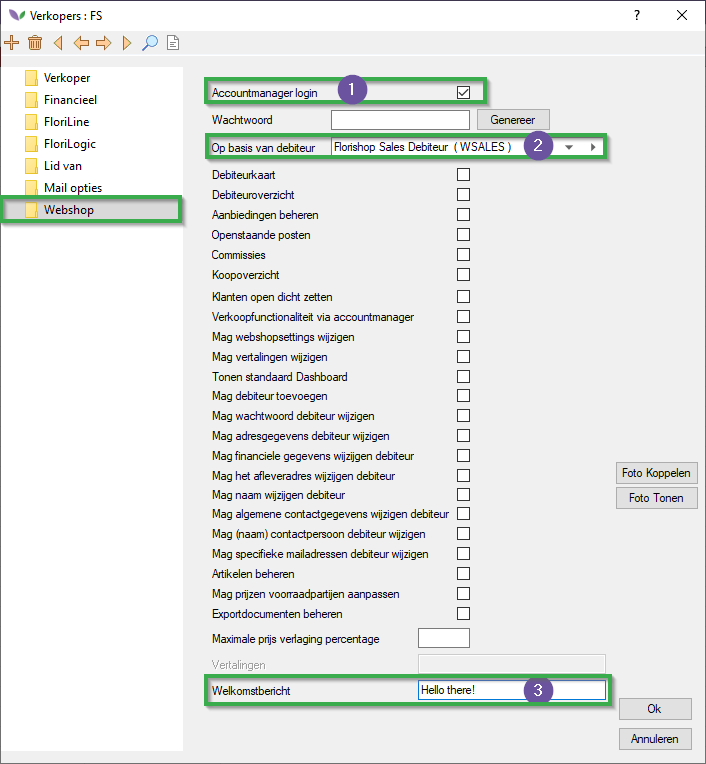 Verkopers : FS
?
Verkoper
Financieel
FloriLine
FloriLogic
Lid van
Mail opties
Webshop
Accountmanager login 1
Wachtwoord Genereer
Op basis van debiteur Florishop Sales Debiteur ( WSALES ) 2
Debiteurkaart
Debiteuroverzicht
Aanbiedingen beheren
Openstaande posten
Commissies
Koopoverzicht
Klanten open dicht zetten
Verkoopfunctionaliteit via accountmanager
Mag webshopsettings wijzigen
Mag vertalingen wijzigen
Tonen standaard Dashboard
Mag debiteur toevoegen
Mag wachtwoord debiteur wijzigen
Mag adresgegevens debiteur wijzigen
Mag financiele gegevens wijzijgen debiteur
Mag het afleveradres wijzijgen debiteur
Mag naam wijzijgen debiteur
Mag algemene contactgegevens wijzigen debiteur
Mag (naam) contactpersoon debiteur wijzigen
Mag specifieke mailadressen debiteur wijzigen
Artikelen beheren
Mag prijzen voorraadpartijen aanpassen
Exportdocumenten beheren
Maximale prijs verlaging percentage
Vertalingen
Welkomstbericht Hello there! 3
Foto Koppelen
Foto Tonen
Ok
Annuleren